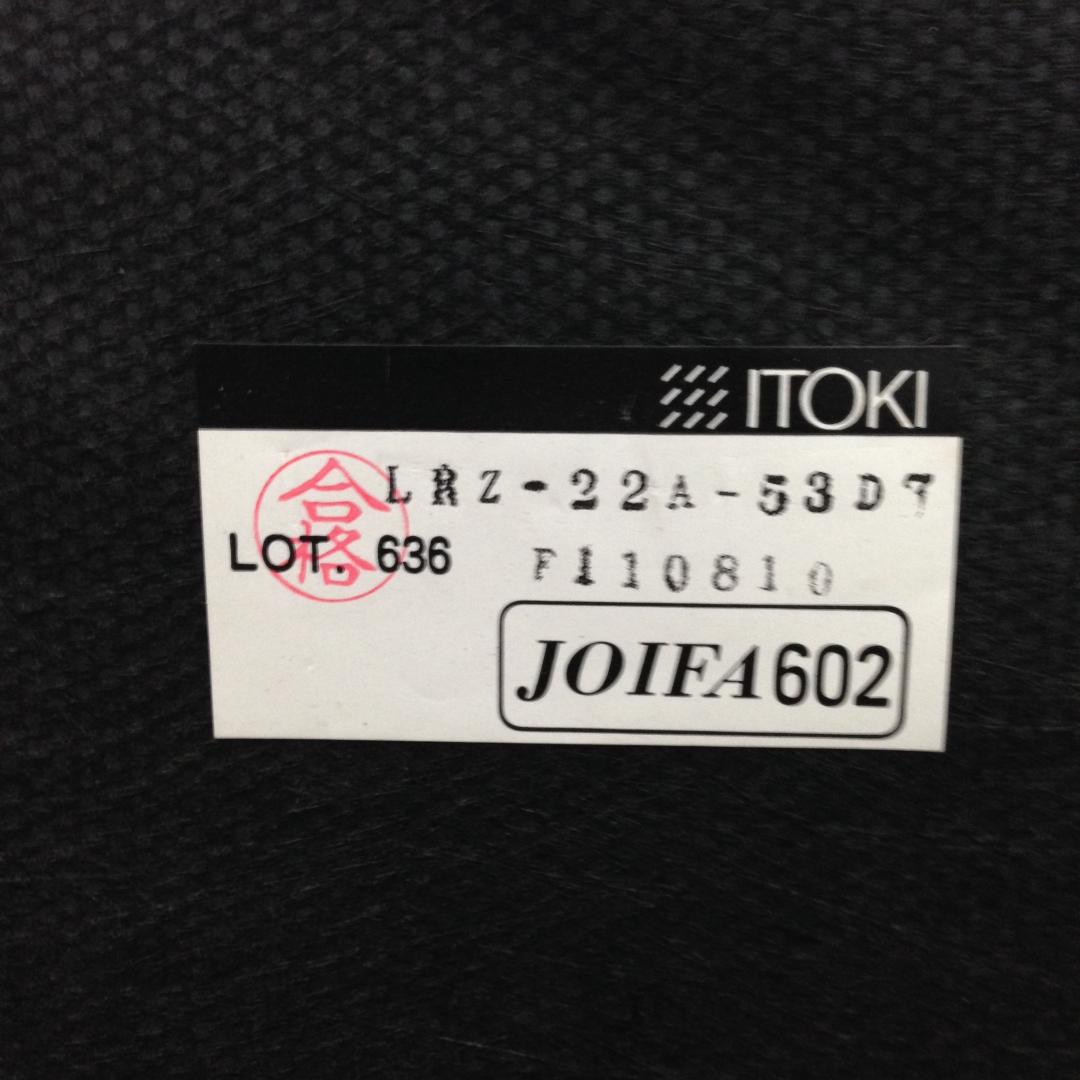 ITOKI
LRZ-22A-53D7
合格
LOT. 636
F110810
JOIFA602